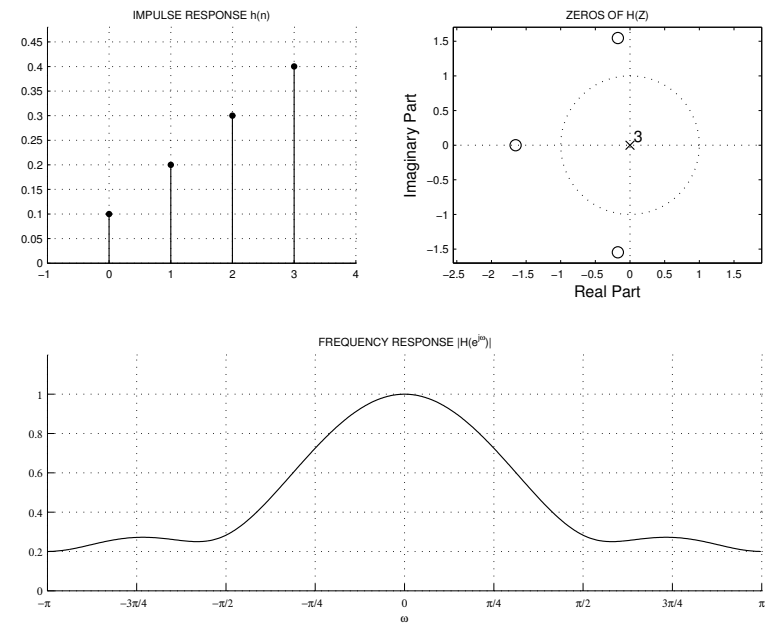 IMPULSE RESPONSE h(n)
0.45
0.4
0.35
0.3
0.25
0.2
0.15
0.1
0.05
0
−1 0 1 2 3 4
ZEROS OF H(Z)
Imaginary Part
1.5
1
0.5
0
−0.5
−1
−1.5
3
−2.5 −2 −1.5 −1 −0.5 0 0.5 1 1.5
Real Part
FREQUENCY RESPONSE |H(e^{jω})|
1
0.8
0.6
0.4
0.2
0
−π −3π/4 −π/2 −π/4 0 π/4 π/2 3π/4 π
ω